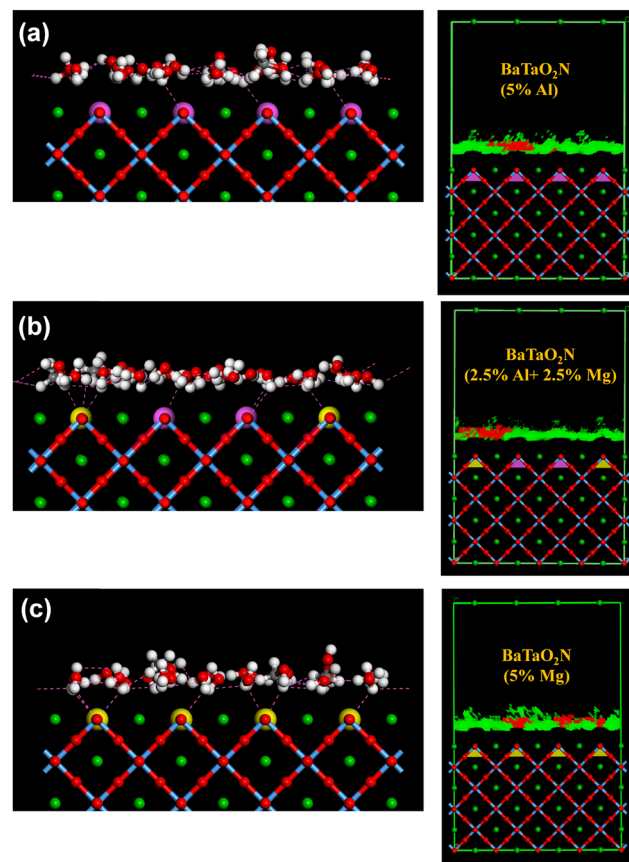 (a)
BaTaO₂N
(5% Al)
(b)
BaTaO₂N
(2.5% Al+ 2.5% Mg)
(c)
BaTaO₂N
(5% Mg)